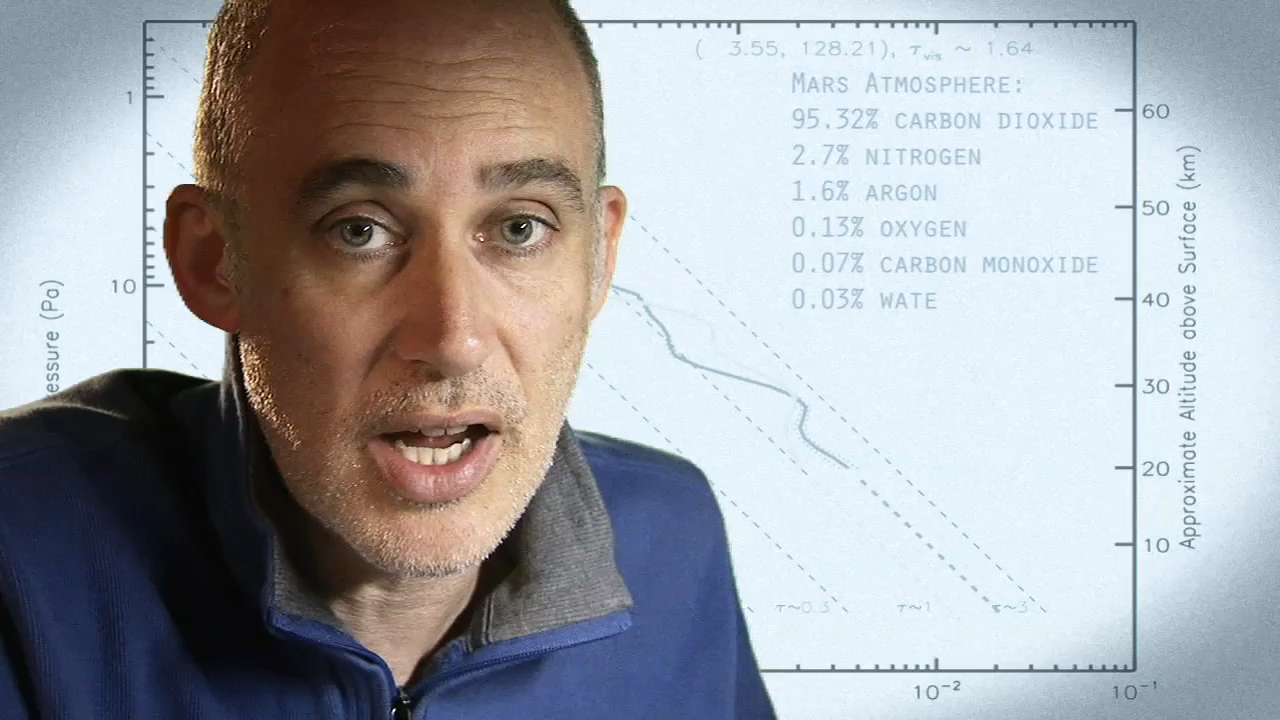 ( 3.55, 128.21), τvis ~ 1.64
MARS ATMOSPHERE:
95.32% CARBON DIOXIDE
2.7% NITROGEN
1.6% ARGON
0.13% OXYGEN
0.07% CARBON MONOXIDE
0.03% WATE
1
10
essure (Pa)
60
50
40
30
20
10
Approximate Altitude above Surface (km)
τ~0.3
τ~1
τ~3
10⁻²
10⁻¹